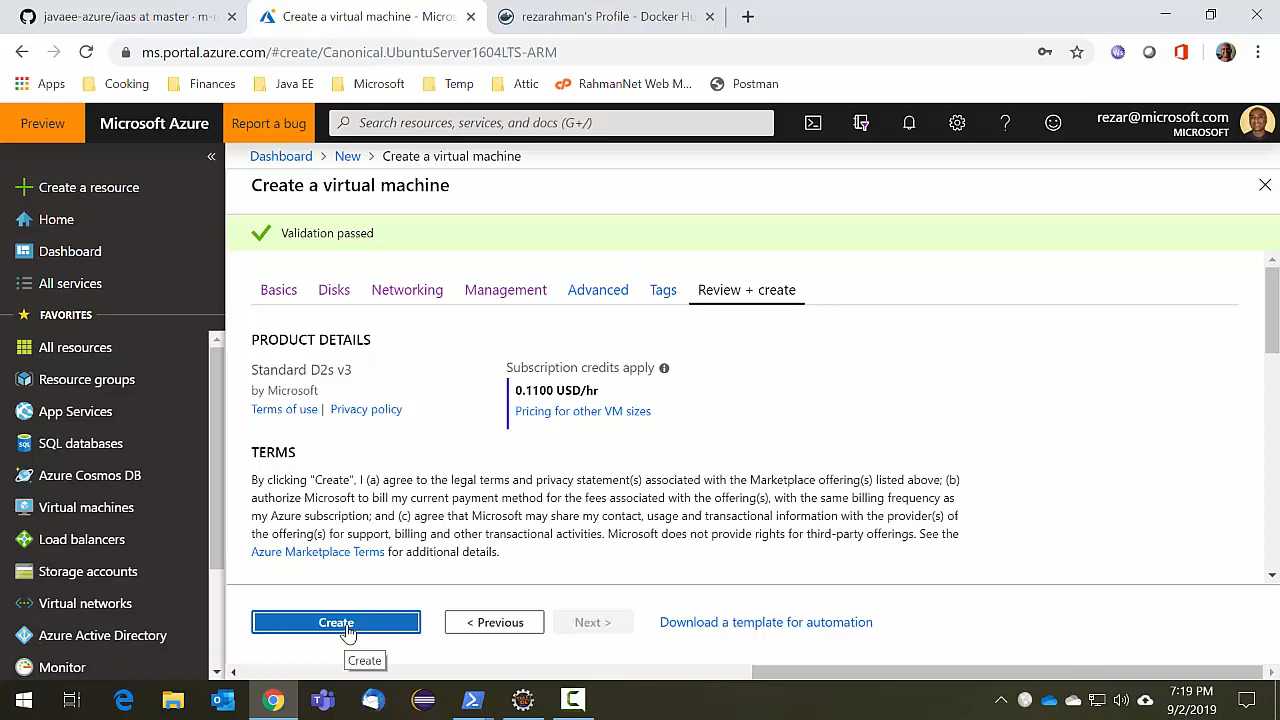 javaee-azure/iaas at master · m-r
Create a virtual machine - Micros
rezarahman's Profile - Docker Hu
ms.portal.azure.com/#create/Canonical.UbuntuServer1604LTS-ARM
Apps
Cooking
Finances
Java EE
Microsoft
Temp
Attic
RahmanNet Web M...
Postman
Preview
Microsoft Azure
Report a bug
Search resources, services, and docs (G+/)
rezar@microsoft.com
MICROSOFT
Dashboard > New > Create a virtual machine
Create a virtual machine
Validation passed
Create a resource
Home
Dashboard
All services
FAVORITES
All resources
Resource groups
App Services
SQL databases
Azure Cosmos DB
Virtual machines
Load balancers
Storage accounts
Virtual networks
Azure Active Directory
Monitor
Basics
Disks
Networking
Management
Advanced
Tags
Review + create
PRODUCT DETAILS
Standard D2s v3
by Microsoft
Terms of use | Privacy policy
Subscription credits apply
0.1100 USD/hr
Pricing for other VM sizes
TERMS
By clicking "Create", I (a) agree to the legal terms and privacy statement(s) associated with the Marketplace offering(s) listed above; (b)
authorize Microsoft to bill my current payment method for the fees associated with the offering(s), with the same billing frequency as
my Azure subscription; and (c) agree that Microsoft may share my contact, usage and transactional information with the provider(s) of
the offering(s) for support, billing and other transactional activities. Microsoft does not provide rights for third-party offerings. See the
Azure Marketplace Terms for additional details.
Create
< Previous
Next >
Download a template for automation
Create
7:19 PM
9/2/2019